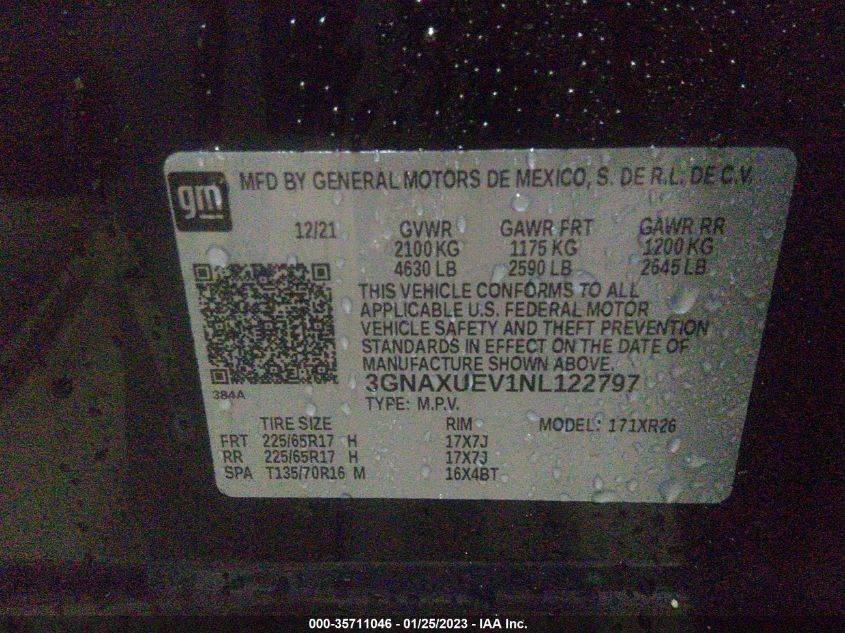 gm
MFD BY GENERAL MOTORS DE MEXICO, S. DE R.L. DE C.V.
12/21 GVWR GAWR FRT GAWR RR
2100 KG 1175 KG 1200 KG
4630 LB 2590 LB 2645 LB
THIS VEHICLE CONFORMS TO ALL
APPLICABLE U.S. FEDERAL MOTOR
VEHICLE SAFETY AND THEFT PREVENTION
STANDARDS IN EFFECT ON THE DATE OF
MANUFACTURE SHOWN ABOVE.
3GNAXUEV1NL122797
384A
TYPE: M.P.V.
TIRE SIZE RIM MODEL: 171XR26
FRT 225/65R17 H 17X7J
RR 225/65R17 H 17X7J
SPA T135/70R16 M 16X4BT
000-35711046 - 01/25/2023 - IAA Inc.